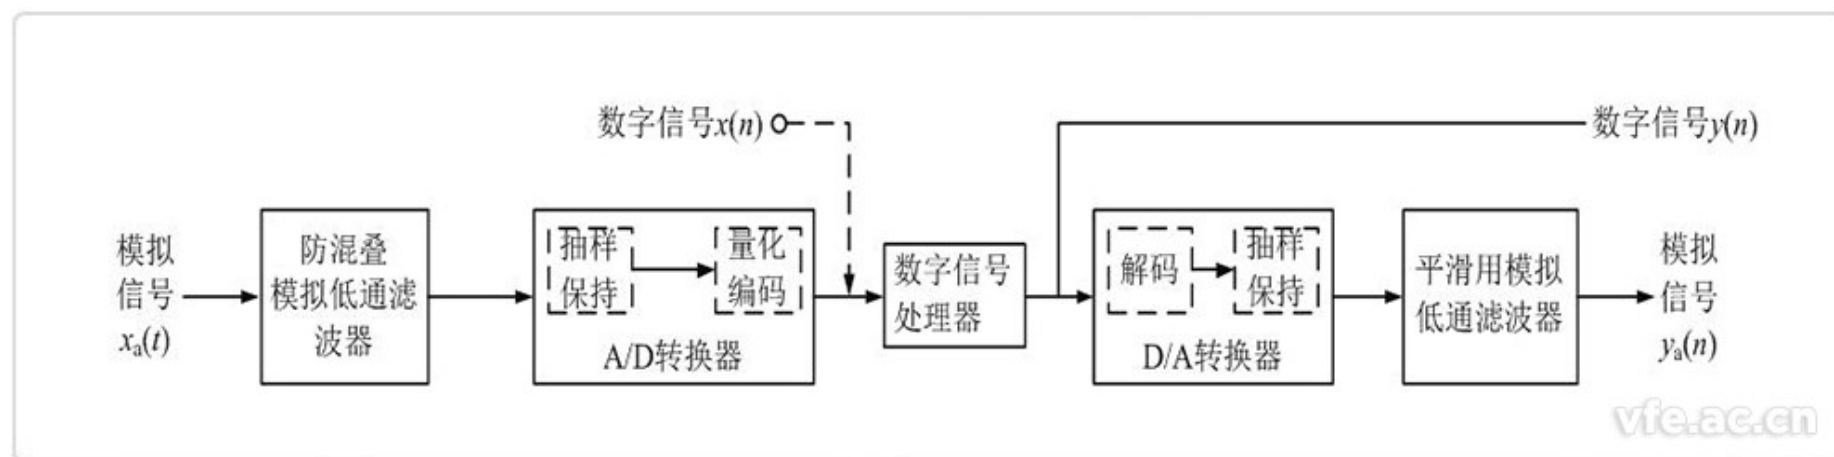 数字信号x(n)
数字信号y(n)
模拟
信号
xa(t)
防混叠
模拟低通滤
波器
抽样
保持
量化
编码
A/D转换器
数字信号
处理器
解码
抽样
保持
D/A转换器
平滑用模拟
低通滤波器
模拟
信号
ya(n)
vfe.ac.cn